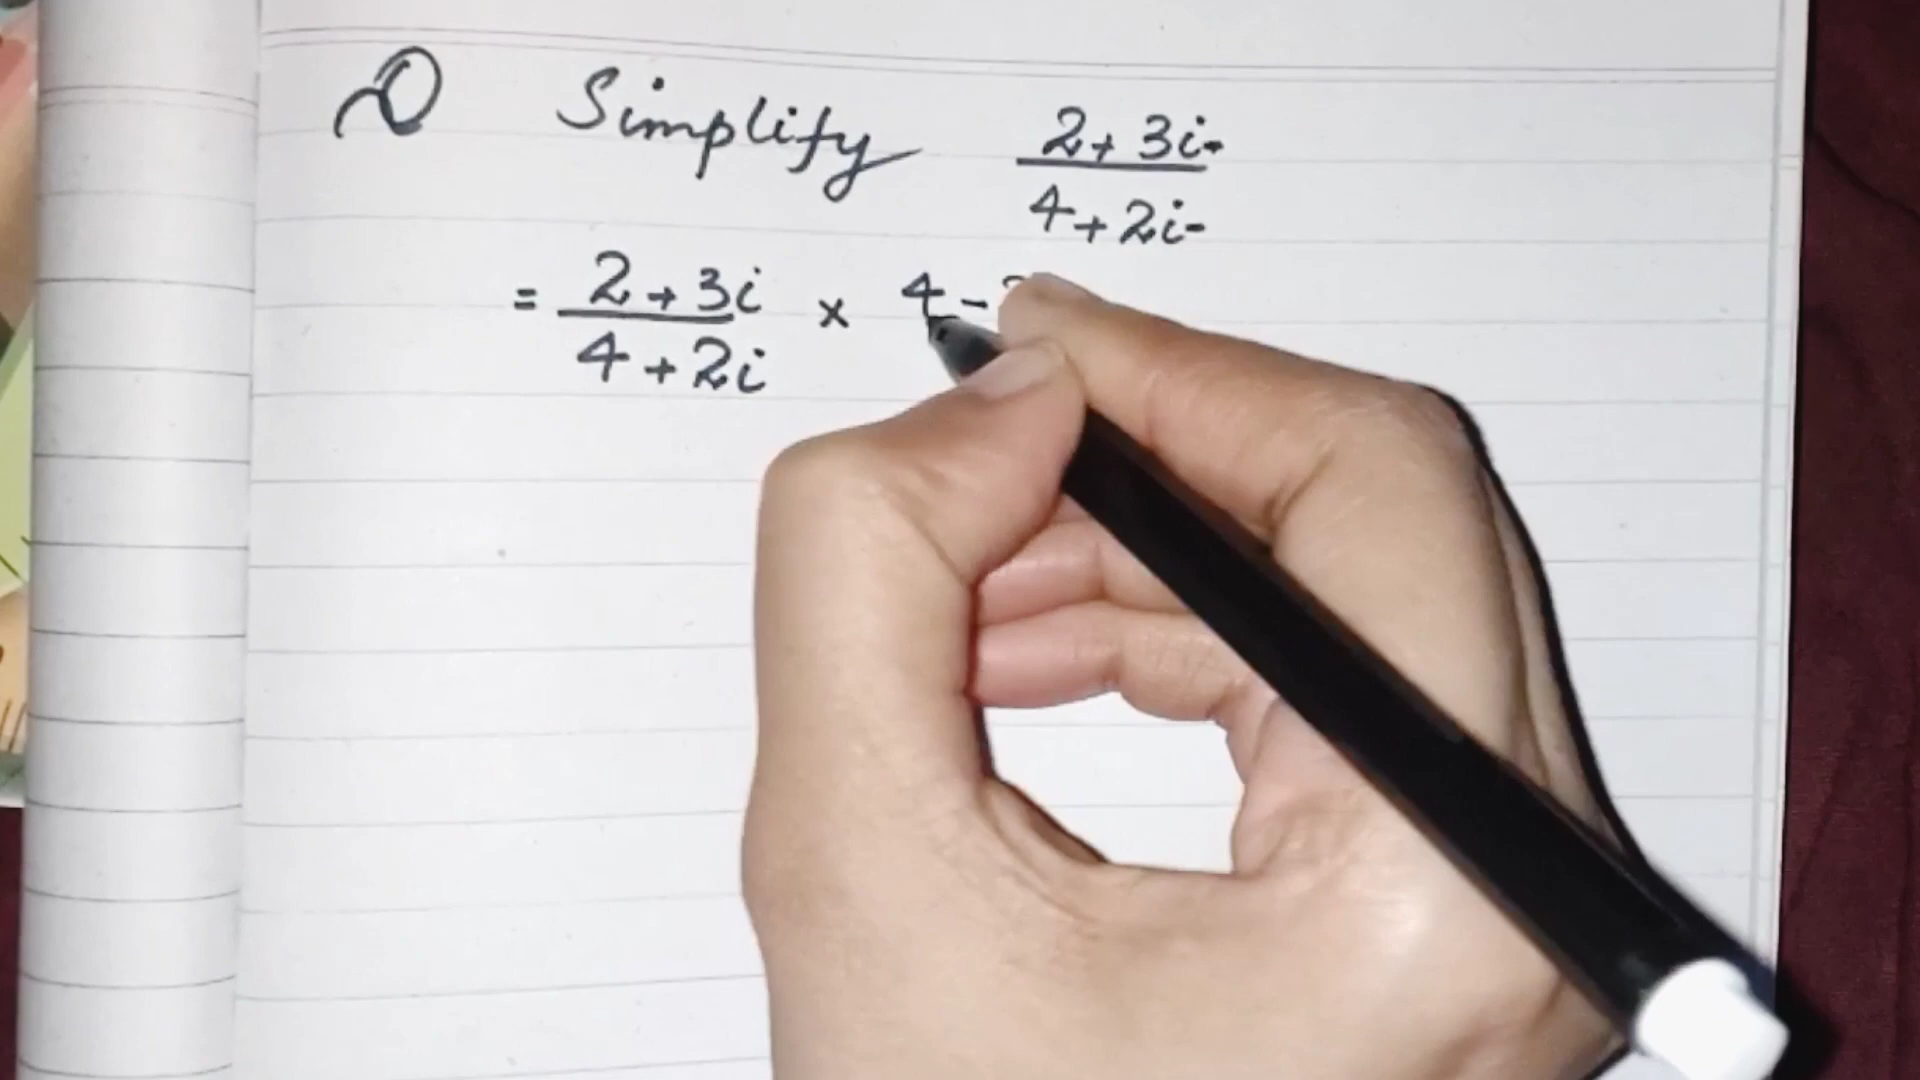 Q Simplify 2+3i / 4+2i
= 2+3i / 4+2i × 4-